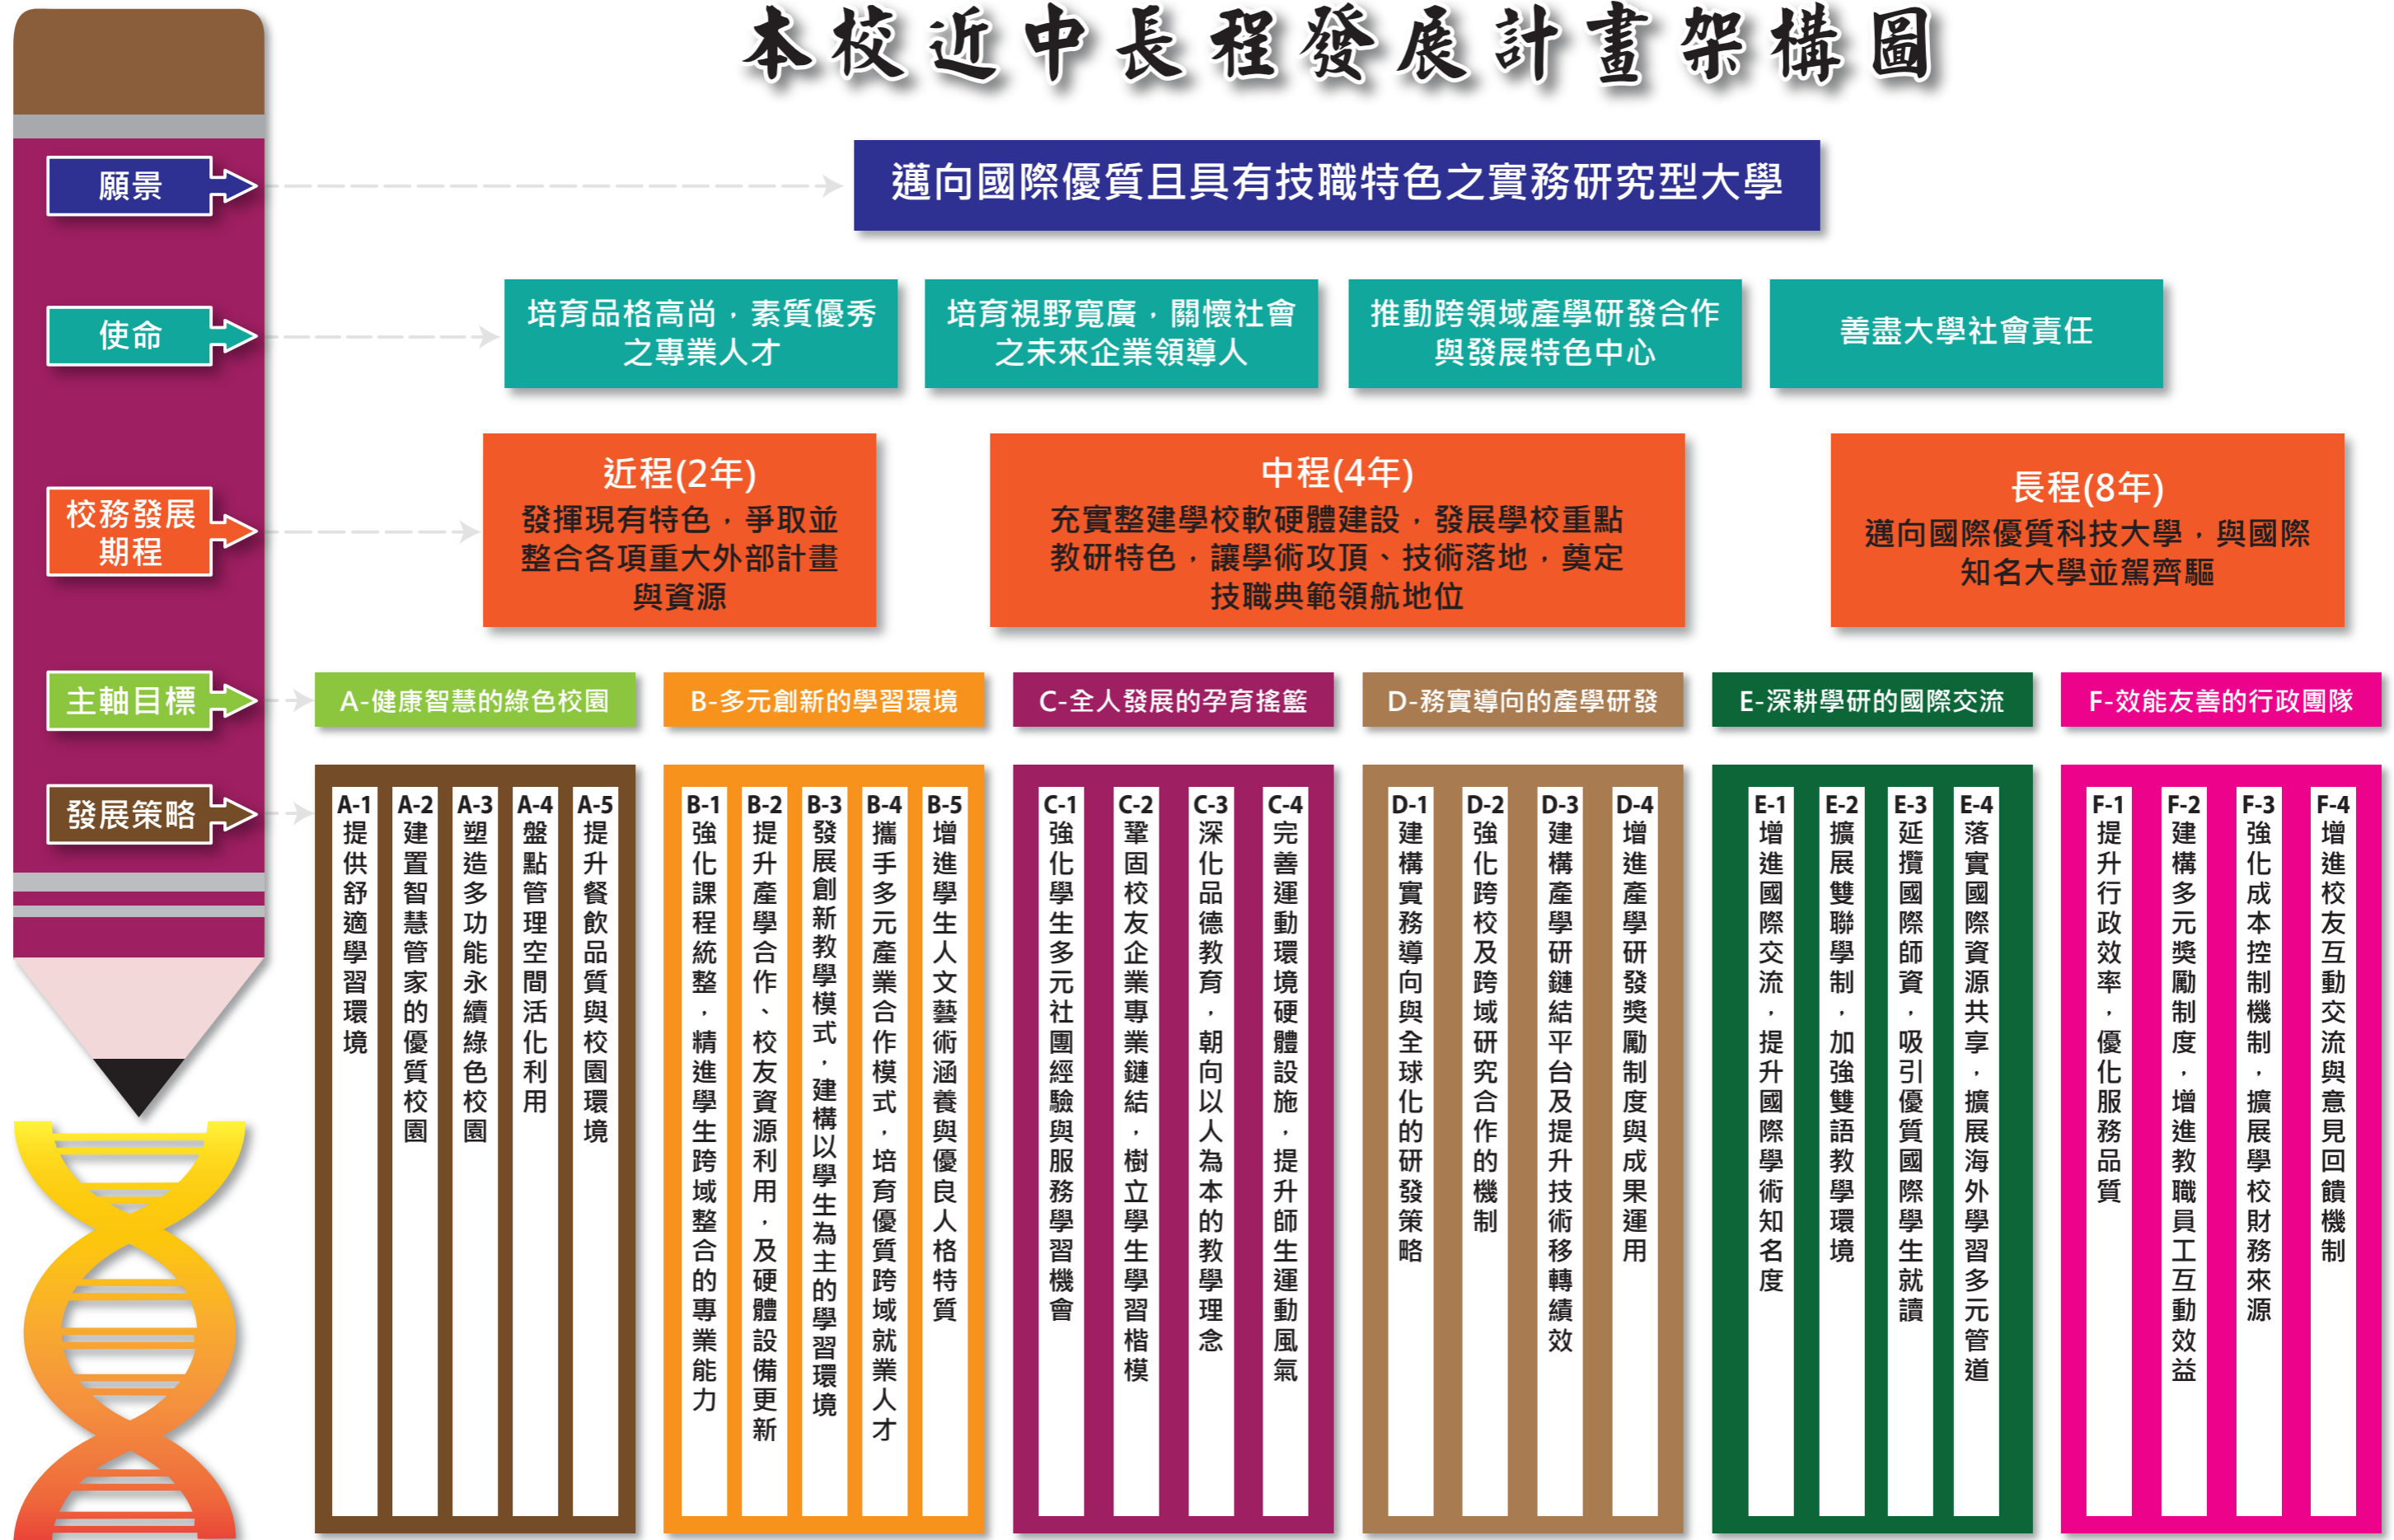 本校近中長程發展計畫架構圖
願景
邁向國際優質且具有技職特色之實務研究型大學
使命
培育品格高尚，素質優秀
之專業人才
培育視野寬廣，關懷社會
之未來企業領導人
推動跨領域產學研發合作
與發展特色中心
善盡大學社會責任
校務發展
期程
近程(2年)
發揮現有特色，爭取並
整合各項重大外部計畫
與資源
中程(4年)
充實整建學校軟硬體建設，發展學校重點
教研特色，讓學術攻頂、技術落地，奠定
技職典範領航地位
長程(8年)
邁向國際優質科技大學，與國際
知名大學並駕齊驅
主軸目標
A-健康智慧的綠色校園
B-多元創新的學習環境
C-全人發展的孕育搖籃
D-務實導向的產學研發
E-深耕學研的國際交流
F-效能友善的行政團隊
發展策略
A-1
提供舒適學習環境
A-2
建置智慧管家的優質校園
A-3
塑造多功能永續綠色校園
A-4
盤點管理空間活化利用
A-5
提升餐飲品質與校園環境
B-1
強化課程統整，精進學生跨域整合的專業能力
B-2
提升產學合作、校友資源利用，及硬體設備更新
B-3
發展創新教學模式，建構以學生為主的學習環境
B-4
攜手多元產業合作模式，培育優質跨域就業人才
B-5
增進學生人文藝術涵養與優良人格特質
C-1
強化學生多元社團經驗與服務學習機會
C-2
鞏固校友企業專業鏈結，樹立學生學習楷模
C-3
深化品德教育，朝向以人為本的教學理念
C-4
完善運動環境硬體設施，提升師生運動風氣
D-1
建構實務導向與全球化的研發策略
D-2
強化跨校及跨域研究合作的機制
D-3
建構產學研鏈結平台及提升技術移轉績效
D-4
增進產學研發獎勵制度與成果運用
E-1
增進國際交流，提升國際學術知名度
E-2
擴展雙聯學制，加強雙語教學環境
E-3
延攬國際師資，吸引優質國際學生就讀
E-4
落實國際資源共享，擴展海外學習多元管道
F-1
提升行政效率，優化服務品質
F-2
建構多元獎勵制度，增進教職員工互動效益
F-3
強化成本控制機制，擴展學校財務來源
F-4
增進校友互動交流與意見回饋機制